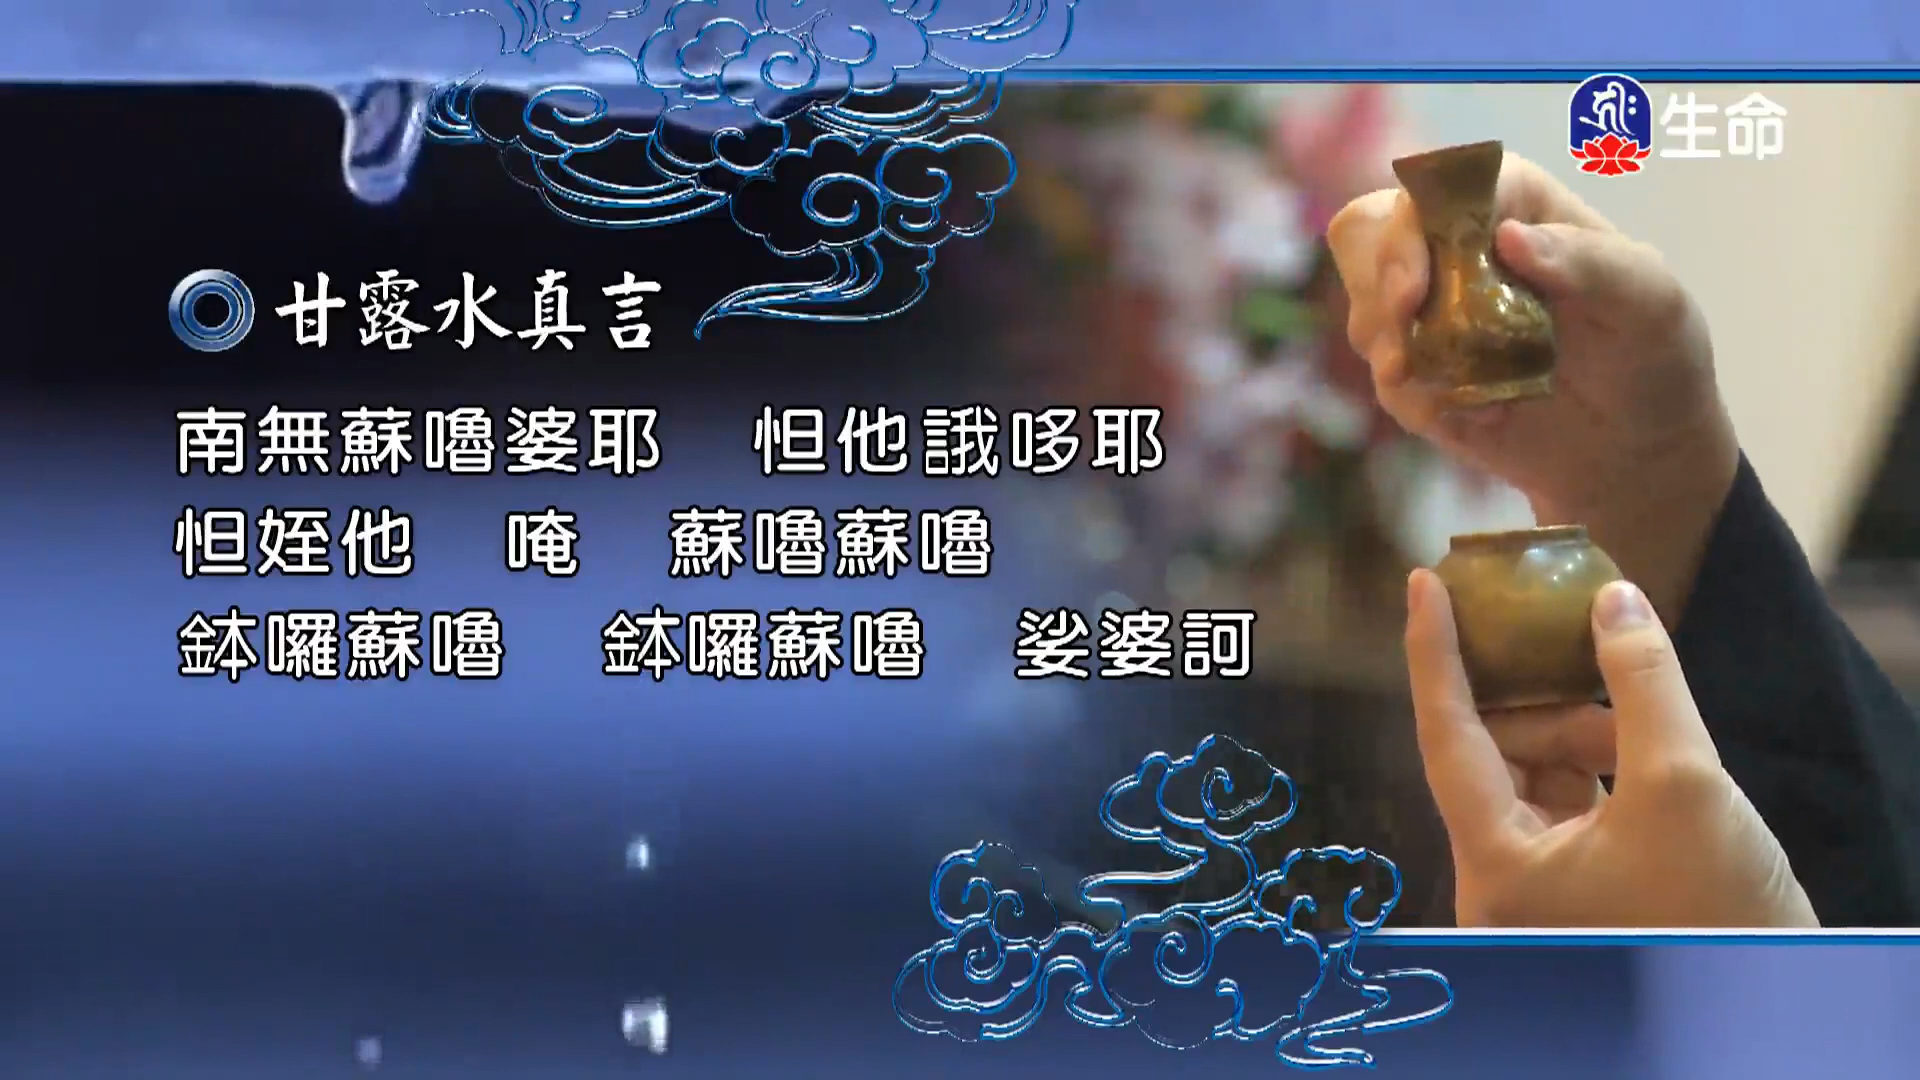 生命
甘露水真言
南無蘇嚕婆耶　怛他誐哆耶
怛姪他　唵　蘇嚕蘇嚕
鉢囉蘇嚕　鉢囉蘇嚕　娑婆訶